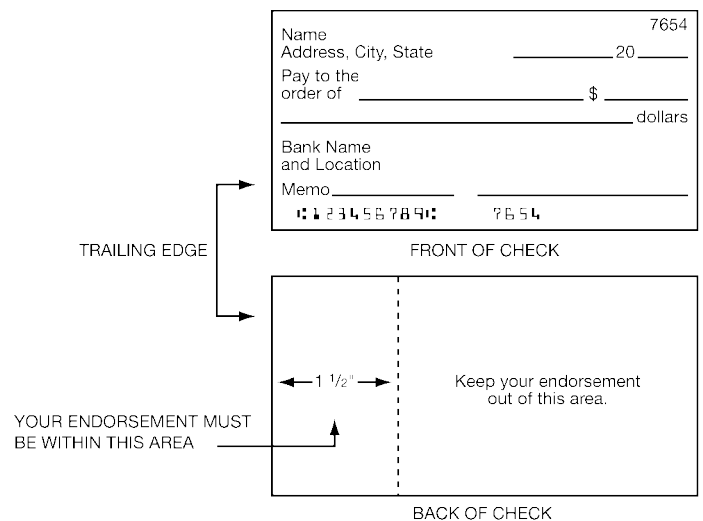 7654
Name
Address, City, State 20
Pay to the
order of $
dollars
Bank Name
and Location
Memo
⑆123456789⑆ 7654
TRAILING EDGE
FRONT OF CHECK
1 1/2"
Keep your endorsement
out of this area.
YOUR ENDORSEMENT MUST
BE WITHIN THIS AREA
BACK OF CHECK